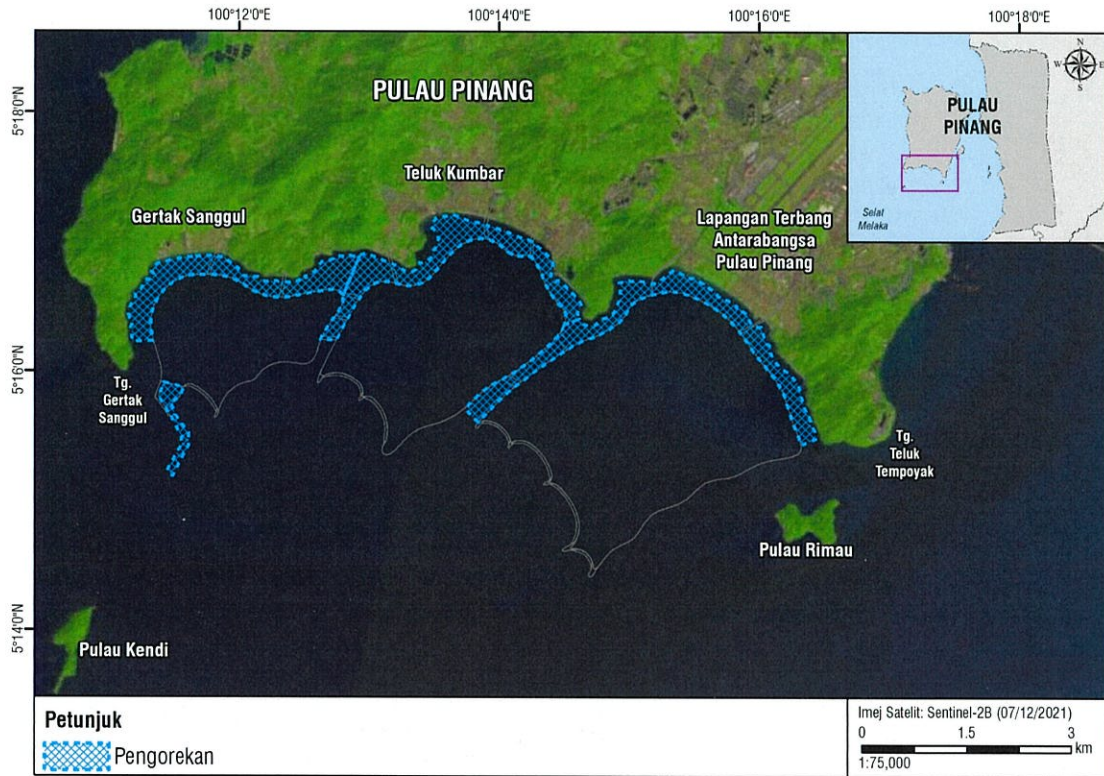 100°12'0"E
100°14'0"E
100°16'0"E
100°18'0"E
5°18'0"N
5°16'0"N
5°14'0"N
PULAU PINANG
Teluk Kumbar
Gertak Sanggul
Lapangan Terbang
Antarabangsa
Pulau Pinang
Tg.
Gertak
Sanggul
Tg.
Teluk
Tempoyak
Pulau Rimau
Pulau Kendi
N
W
E
S
PULAU
PINANG
Selat
Melaka
Petunjuk
Pengorekan
Imej Satelit: Sentinel-2B (07/12/2021)
0 1.5 3
km
1:75,000